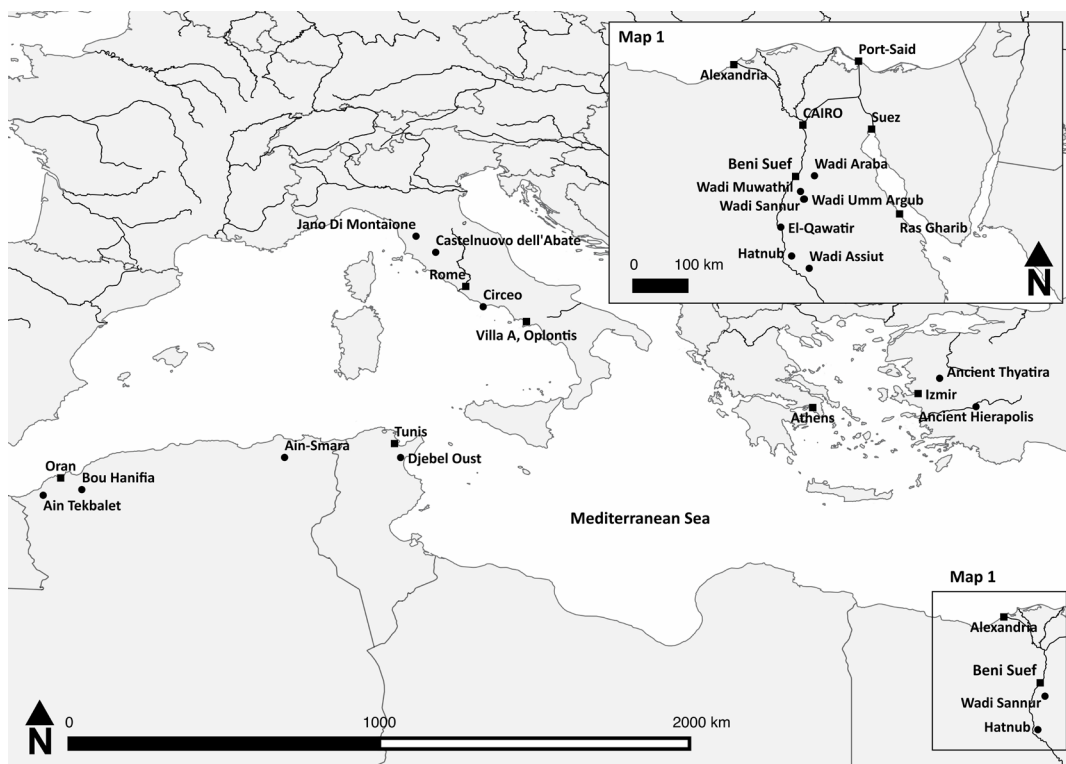 Map 1
Port-Said
Alexandria
CAIRO
Suez
Beni Suef
Wadi Araba
Wadi Muwathil
Wadi Sannur
Wadi Umm Argub
Ras Gharib
El-Qawatir
Hatnub
Wadi Assiut
0 100 km
N
Jano Di Montaione
Castelnuovo dell'Abate
Rome
Circeo
Villa A, Oplontis
Ancient Thyatira
Izmir
Athens
Ancient Hierapolis
Tunis
Ain-Smara
Djebel Oust
Oran
Bou Hanifia
Ain Tekbalet
Mediterranean Sea
Map 1
Alexandria
Beni Suef
Wadi Sannur
Hatnub
0 1000 2000 km
N